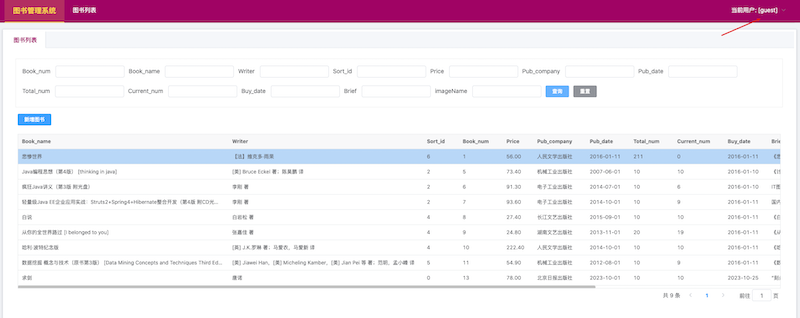 图书管理系统 图书列表 当前用户: [guest]
图书列表
Book_num Book_name Writer Sort_id Price Pub_company Pub_date
Total_num Current_num Buy_date Brief ImageName 查询 重置
新增图书
Book_name Writer Sort_id Book_num Price Pub_company Pub_date Total_num Current_num Buy_date Brie
悲惨世界 【法】维克多·雨果 6 1 56.00 人民文学出版社 2016-01-11 211 0 2016-01-11 《悲
Java编程思想（第4版） [thinking in java] [美] Bruce Eckel 著；陈昊鹏 译 2 5 73.40 机械工业出版社 2007-06-01 10 10 2016-01-11 《计
疯狂Java讲义（第3版 附光盘） 李刚 著 2 6 91.30 电子工业出版社 2014-07-01 10 6 2016-01-10 IT图
轻量级Java EE企业应用实战：Struts2+Spring4+Hibernate整合开发（第4版 附CD光... 李刚 著 2 7 93.60 电子工业出版社 2014-10-01 10 9 2016-01-11 国内
白说 白岩松 著 4 8 27.40 长江文艺出版社 2015-09-01 10 10 2016-01-11 《白
从你的全世界路过 [I belonged to you] 张嘉佳 著 4 9 24.80 湖南文艺出版社 2013-11-01 20 19 2016-01-11 《从
哈利·波特纪念版 [英] J.K.罗琳 著；马爱农，马爱新 译 4 10 222.40 人民文学出版社 2014-10-01 10 9 2016-01-11 《哈
数据挖掘 概念与技术（原书第3版） [Data Mining Concepts and Techniques Third Ed... [美] Jiawei Han，[美] Micheling Kamber，[美] Jian Pei 等 著；范明，孟小峰 译 5 11 54.90 机械工业出版社 2012-08-01 10 9 2016-01-11 《数
求剑 唐诺 0 13 78.00 北京日报出版社 2023-10-01 10 10 2023-10-25
共 9 条 1 前往 1 页